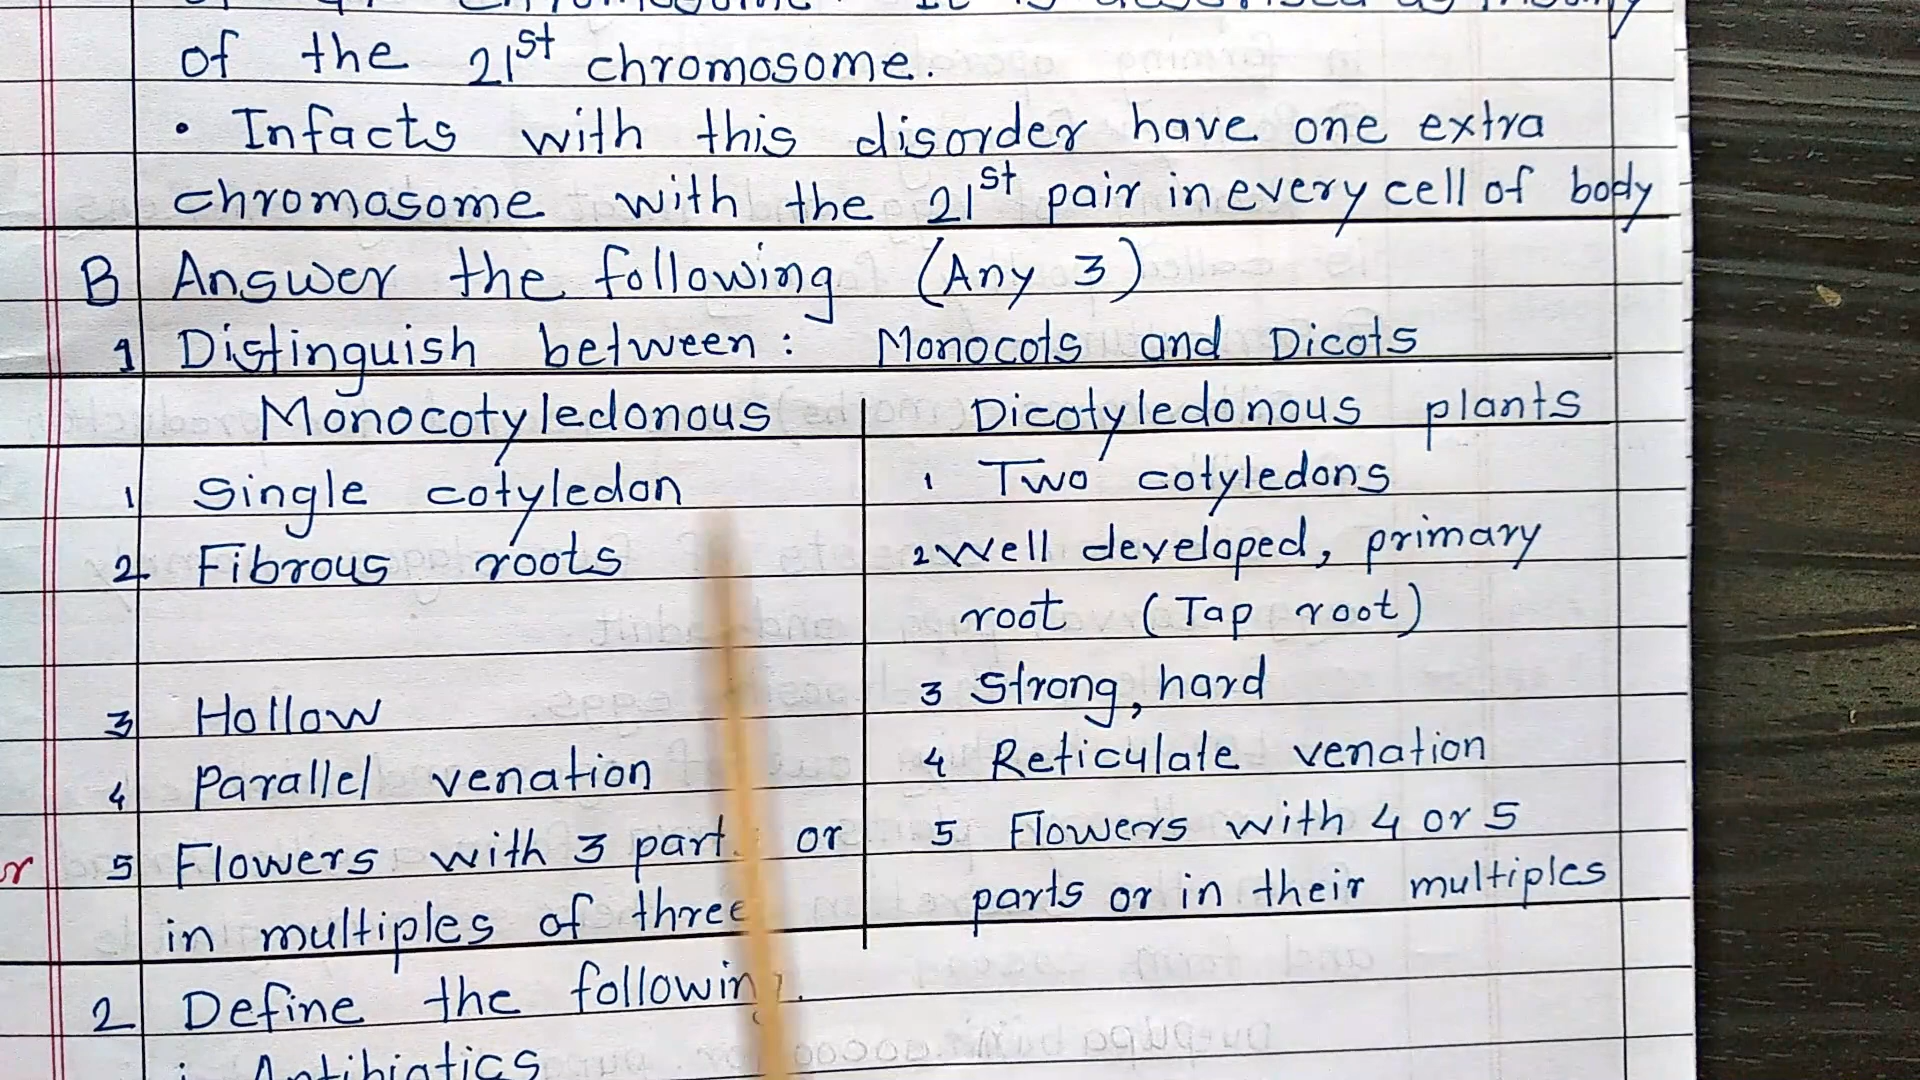 of the 21st chromosome.
• Infacts with this disorder have one extra
chromosome with the 21st pair in every cell of body
B Answer the following (Any 3)
1 Distinguish between: Monocots and Dicots
Monocotyledonous Dicotyledonous plants
1 Single cotyledon 1 Two cotyledons
2 Fibrous roots 2 Well developed, primary
root (Tap root)
3 Hollow 3 Strong, hard
4 Parallel venation 4 Reticulate venation
5 Flowers with 3 part or 5 Flowers with 4 or 5
in multiples of three parts or in their multiples
2 Define the following.
i Antibiotics